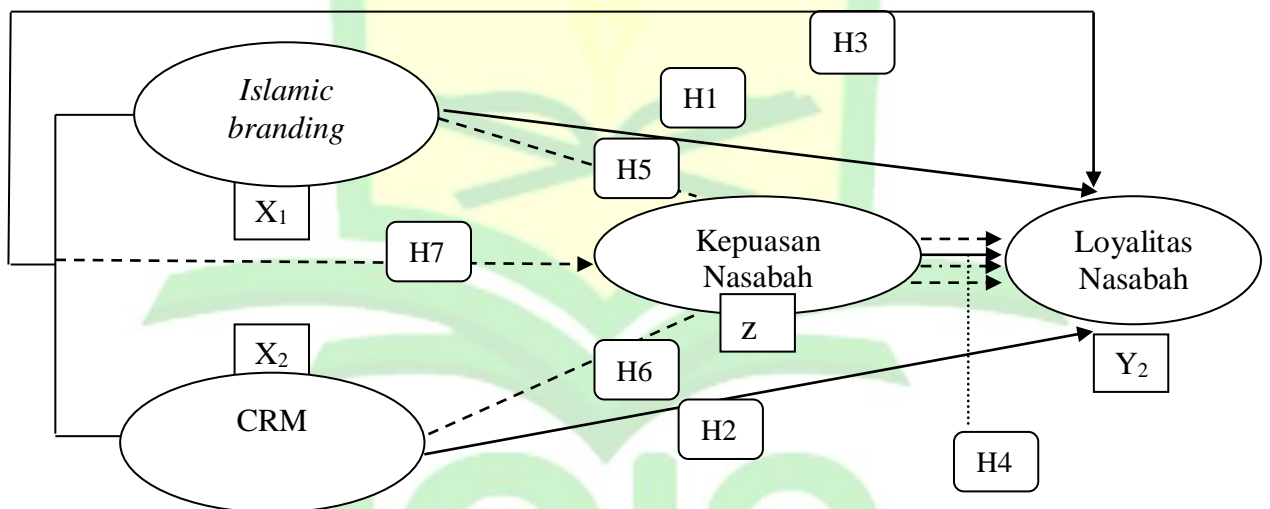 H3
Islamic
branding
H1
H5
X1
Kepuasan
Nasabah
Loyalitas
Nasabah
H7
Z
X2
H6
Y2
CRM
H2
H4